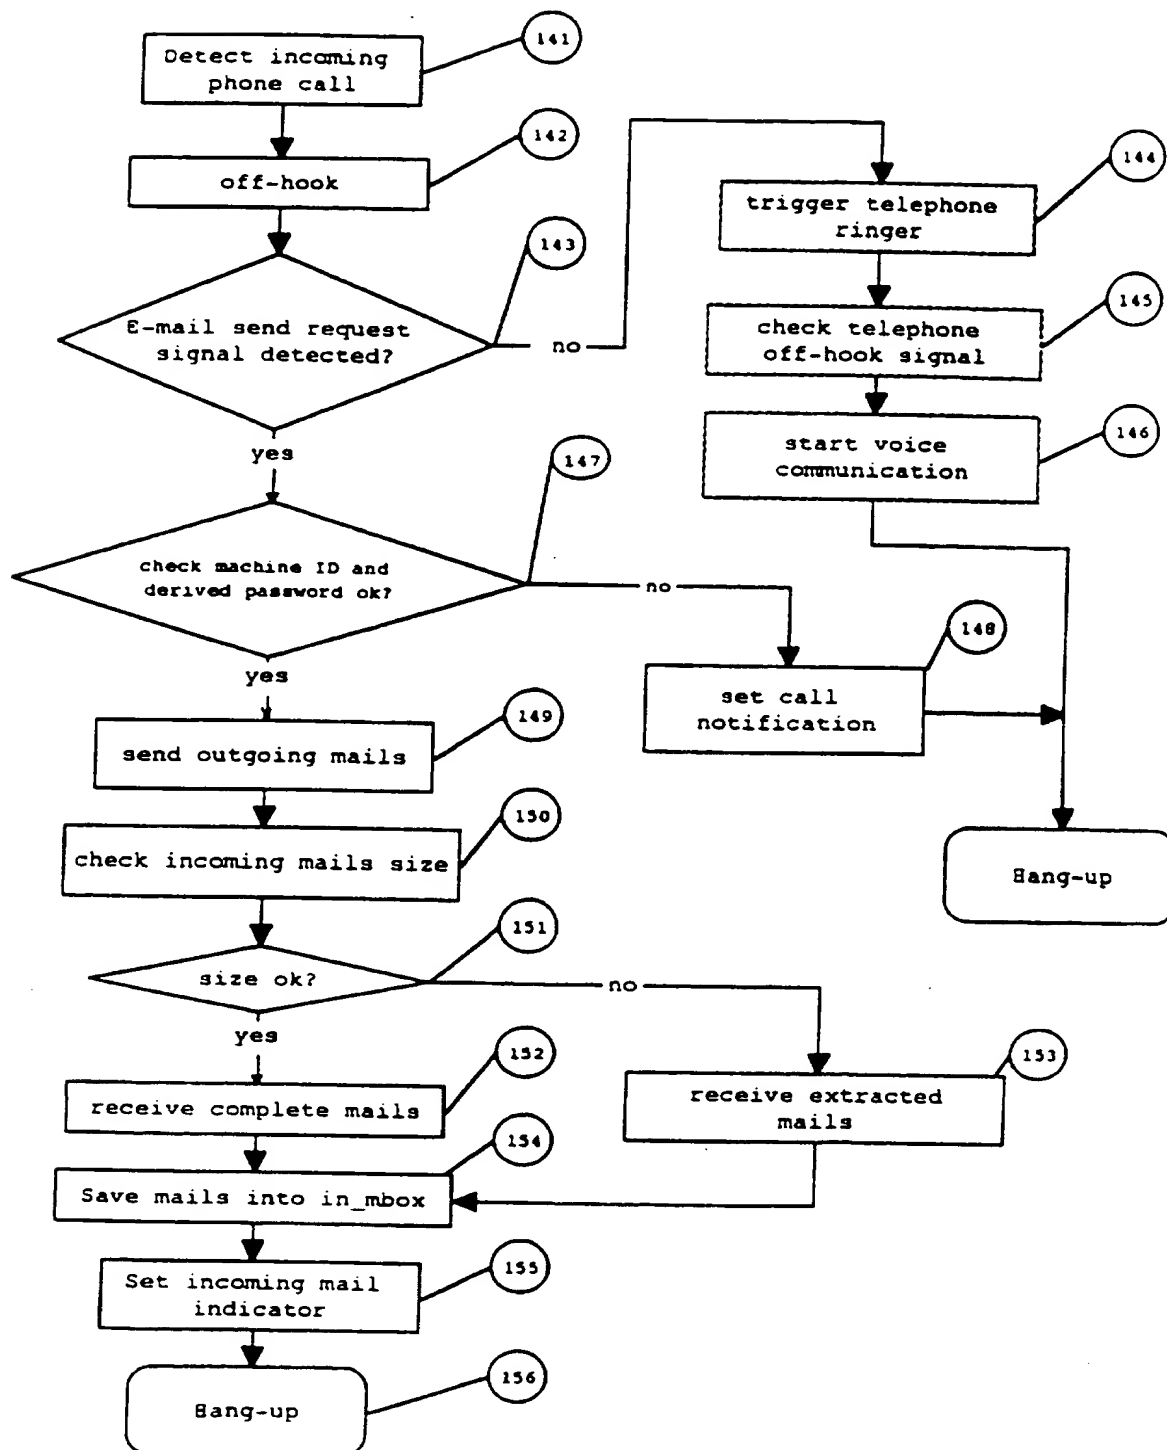 141
Detect incoming
phone call
142
off-hook
144
trigger telephone
ringer
143
E-mail send request
signal detected?
no
145
check telephone
off-hook signal
yes
146
start voice
communication
147
check machine ID and
derived password ok?
no
148
yes
set call
notification
149
send outgoing mails
150
check incoming mails size
Hang-up
151
size ok?
no
yes
152
153
receive complete mails
receive extracted
mails
154
Save mails into in_mbox
155
Set incoming mail
indicator
156
Hang-up